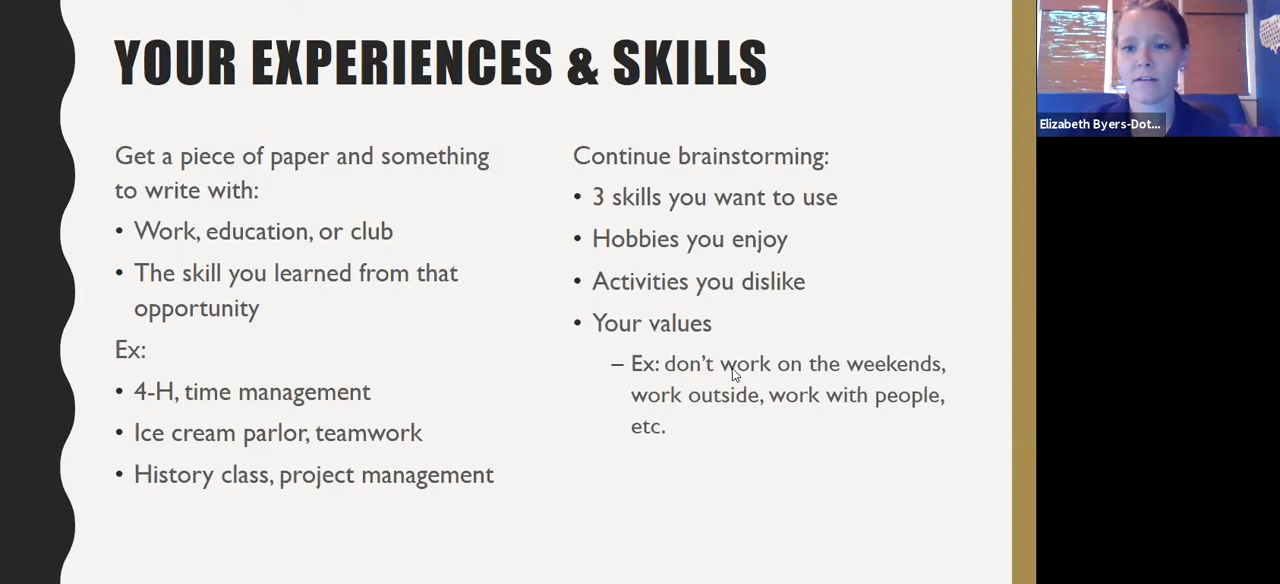 YOUR EXPERIENCES & SKILLS
Get a piece of paper and something
to write with:
• Work, education, or club
• The skill you learned from that
opportunity
Ex:
• 4-H, time management
• Ice cream parlor, teamwork
• History class, project management
Continue brainstorming:
• 3 skills you want to use
• Hobbies you enjoy
• Activities you dislike
• Your values
– Ex: don’t work on the weekends,
work outside, work with people,
etc.
Elizabeth Byers-Dot...